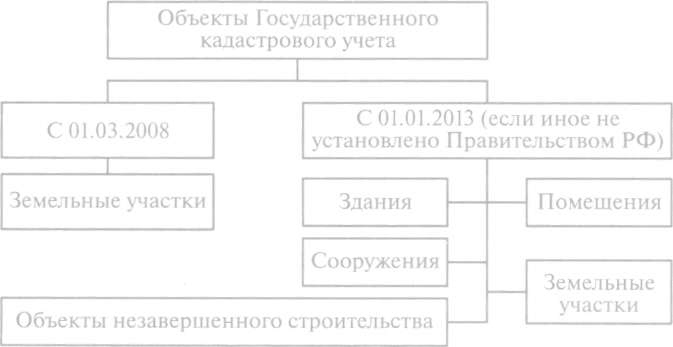 Объекты Государственного
кадастрового учета
С 01.03.2008
С 01.01.2013 (если иное не
установлено Правительством РФ)
Земельные участки
Здания
Помещения
Сооружения
Земельные
участки
Объекты незавершенного строительства